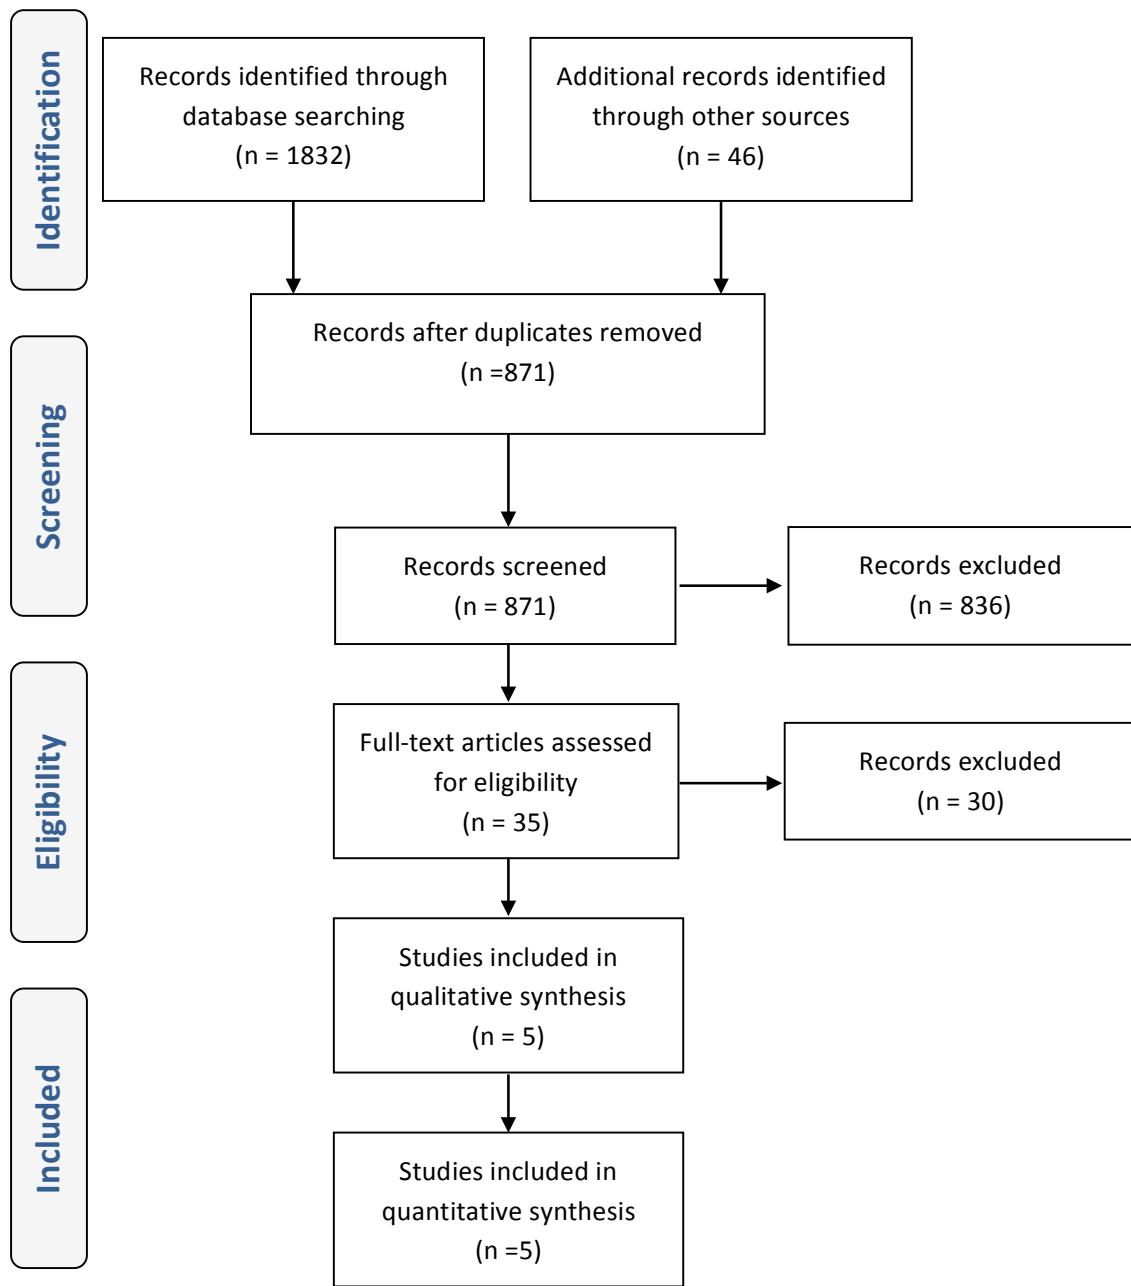 Identification
Records identified through
database searching
(n = 1832)
Additional records identified
through other sources
(n = 46)
Records after duplicates removed
(n =871)
Screening
Records screened
(n = 871)
Records excluded
(n = 836)
Eligibility
Full-text articles assessed
for eligibility
(n = 35)
Records excluded
(n = 30)
Studies included in
qualitative synthesis
(n = 5)
Included
Studies included in
quantitative synthesis
(n =5)